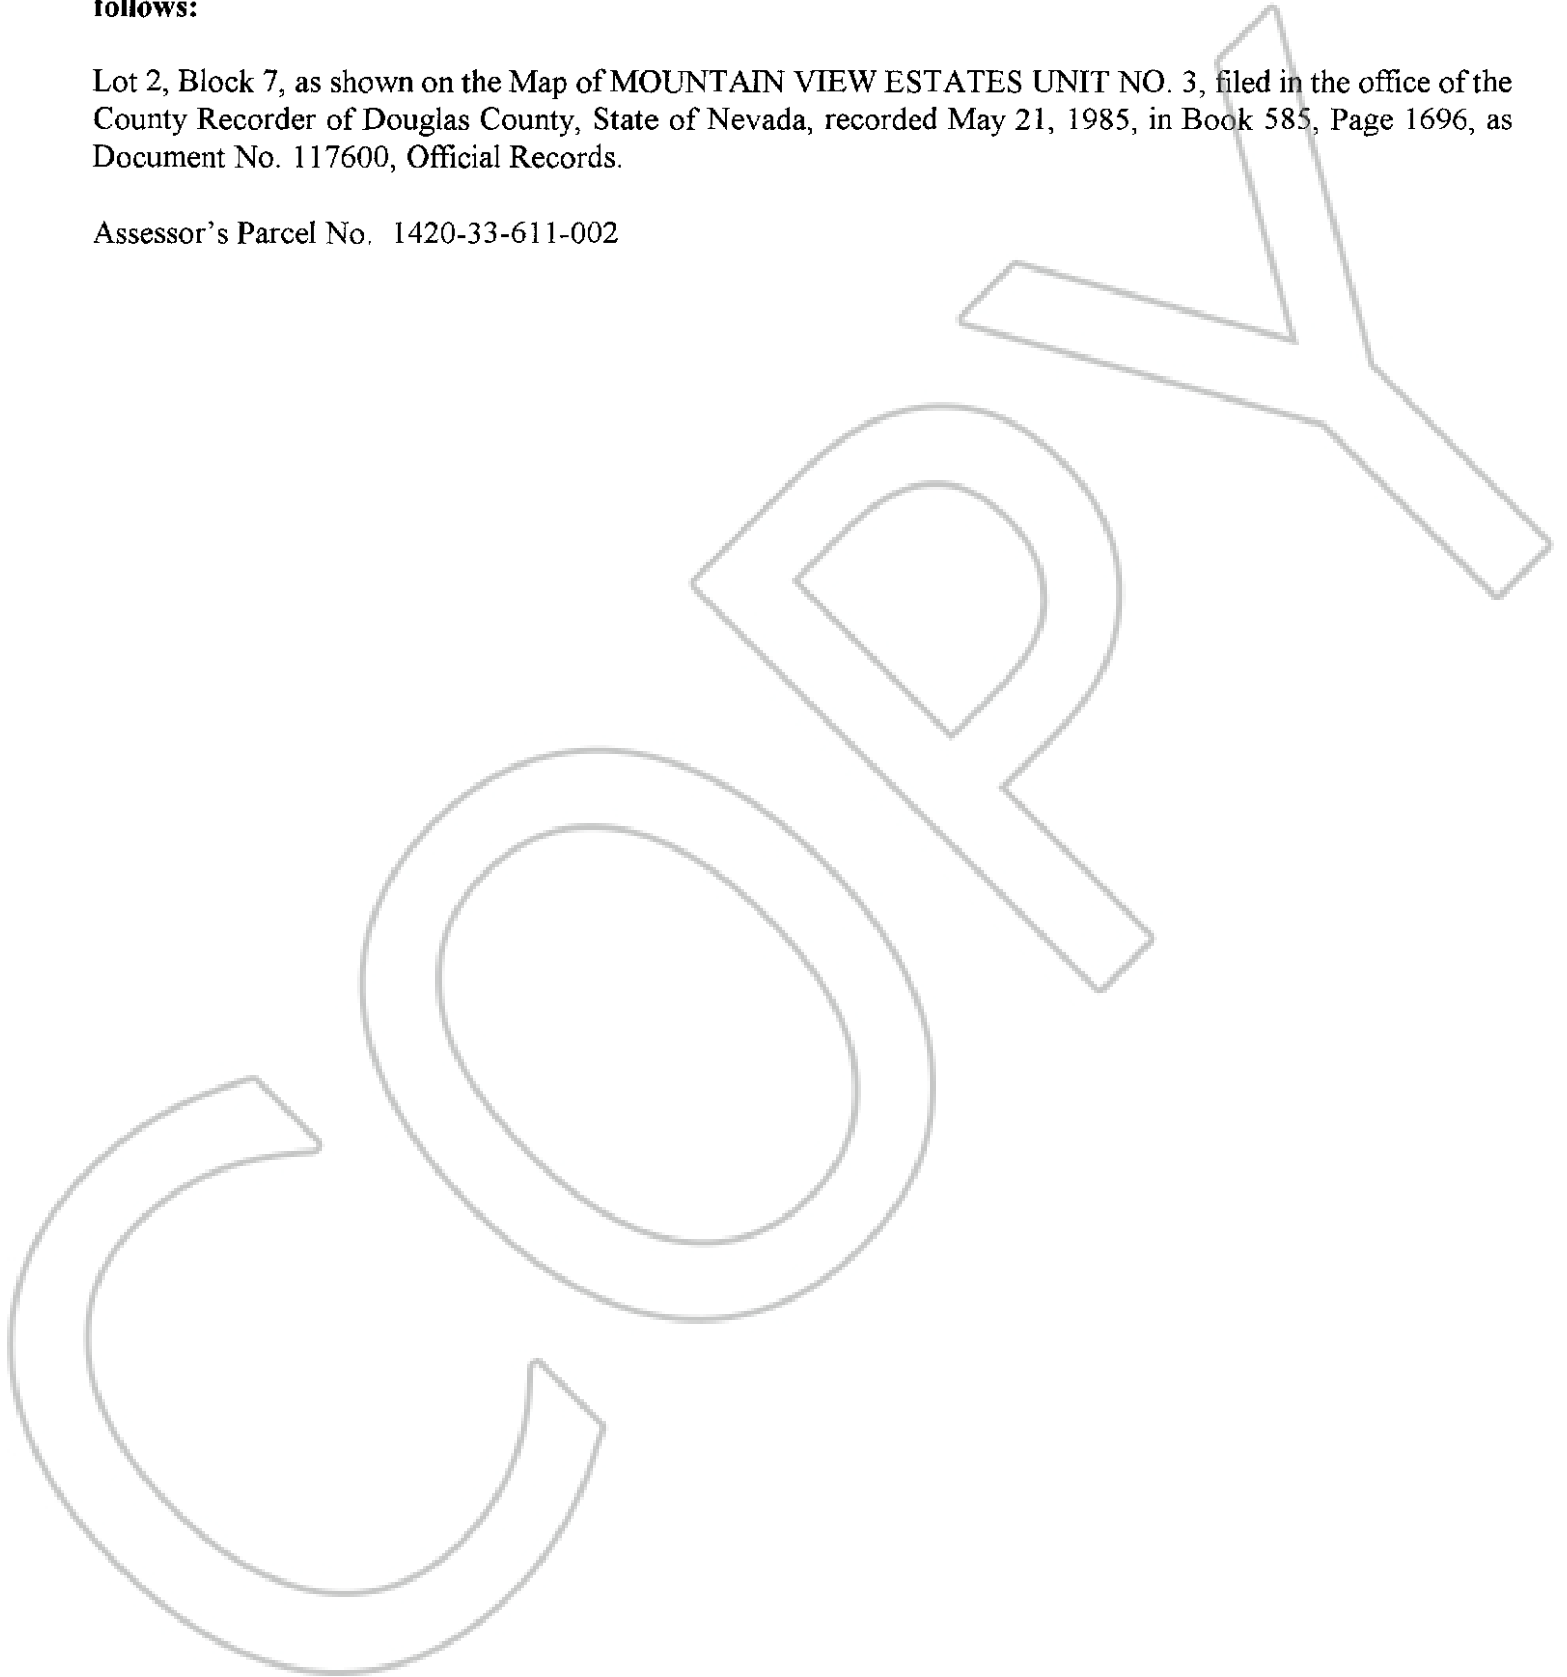 follows:
Lot 2, Block 7, as shown on the Map of MOUNTAIN VIEW ESTATES UNIT NO. 3, filed in the office of the
County Recorder of Douglas County, State of Nevada, recorded May 21, 1985, in Book 585, Page 1696, as
Document No. 117600, Official Records.
Assessor's Parcel No. 1420-33-611-002
COPY